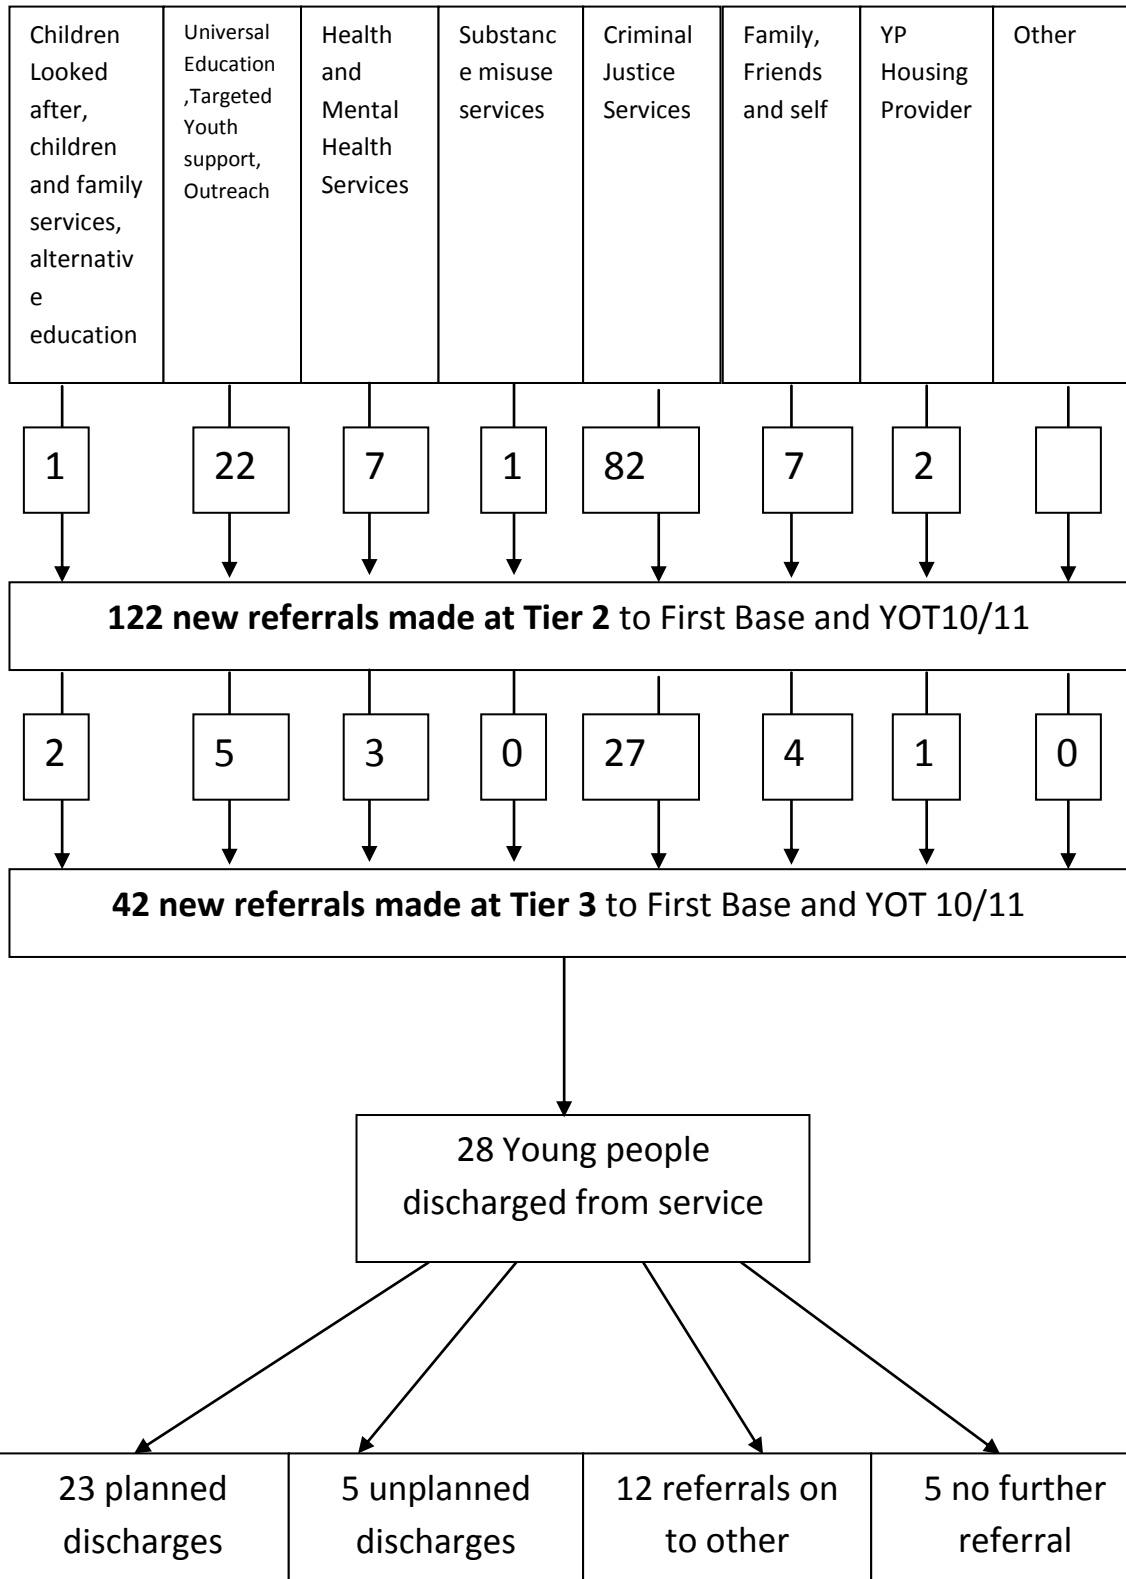 Children
Looked
after,
children
and family
services,
alternativ
e
education
Universal
Education
,Targeted
Youth
support,
Outreach
Health
and
Mental
Health
Services
Substanc
e misuse
services
Criminal
Justice
Services
Family,
Friends
and self
YP
Housing
Provider
Other
1
22
7
1
82
7
2
122 new referrals made at Tier 2 to First Base and YOT10/11
2
5
3
0
27
4
1
0
42 new referrals made at Tier 3 to First Base and YOT 10/11
28 Young people
discharged from service
23 planned
discharges
5 unplanned
discharges
12 referrals on
to other
5 no further
referral